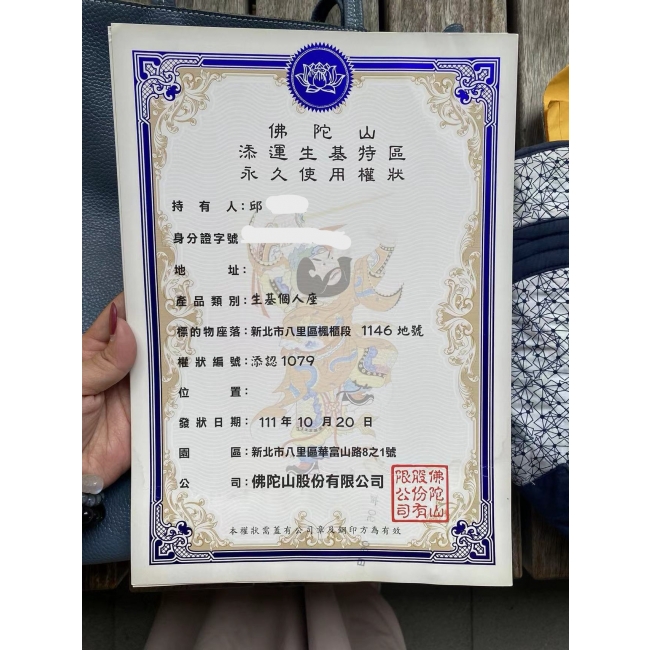 佛陀山
添運生基特區
永久使用權狀
持有人:邱
身分證字號
地址:
產品類別:生基個人座
標的物座落:新北市八里區楓櫃段 1146 地號
權狀編號:添認1079
位置:
發狀日期: 111 年 10 月 20 日
園區:新北市八里區華富山路8之1號
公司:佛陀山股份有限公司
佛陀山
股份有
限公司
本權狀需蓋有公司章及鋼印方為有效